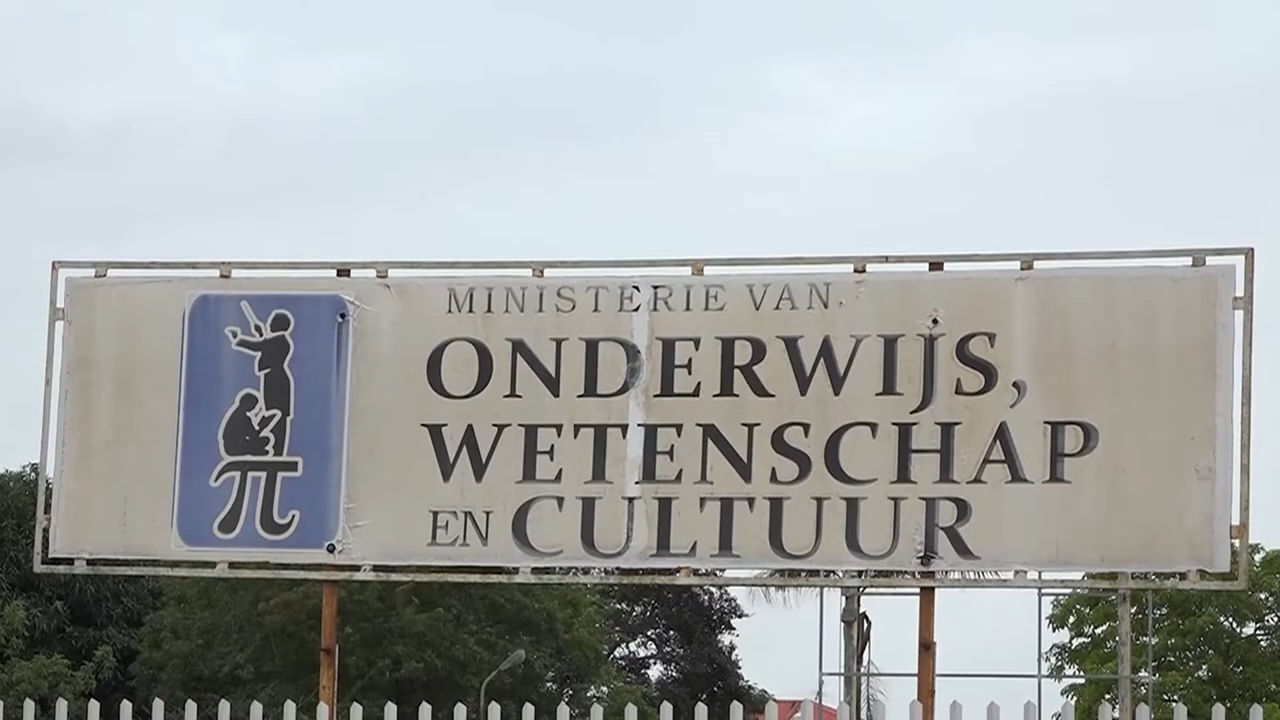 MINISTERIE VAN
ONDERWIJS,
WETENSCHAP
EN CULTUUR
π